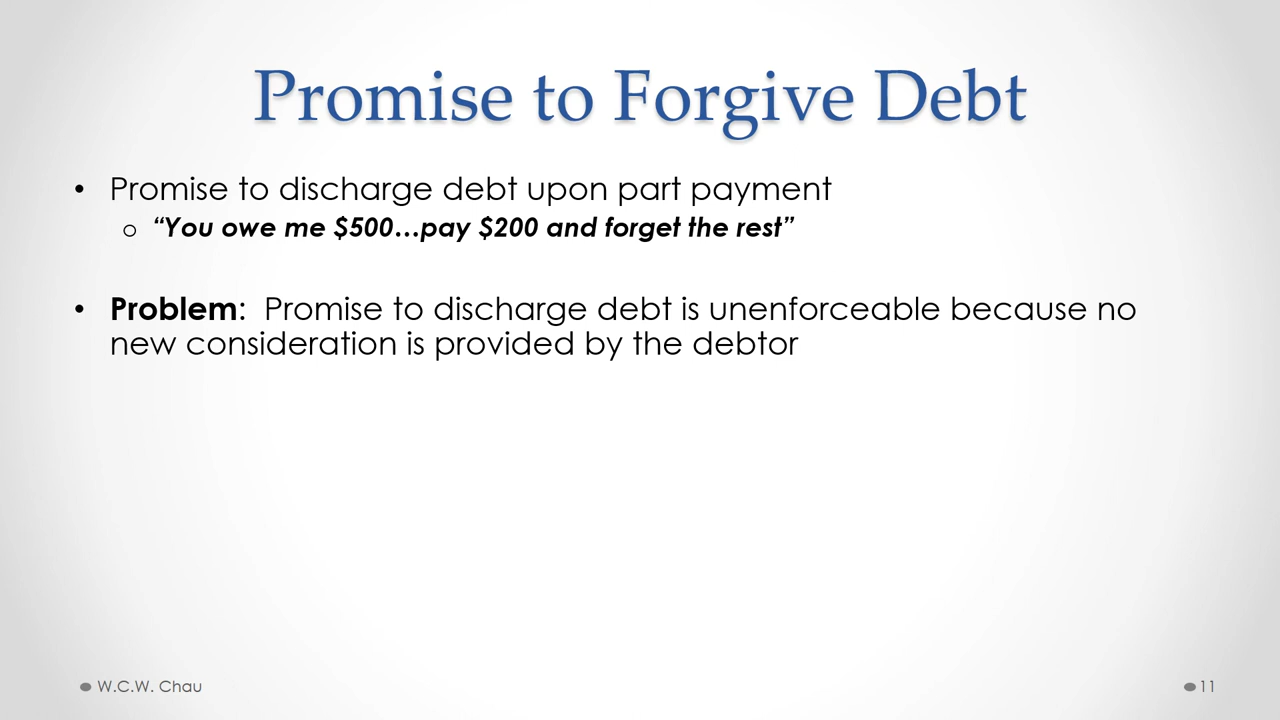 Promise to Forgive Debt
• Promise to discharge debt upon part payment
o “You owe me $500…pay $200 and forget the rest”
• Problem:  Promise to discharge debt is unenforceable because no
new consideration is provided by the debtor
W.C.W. Chau
11